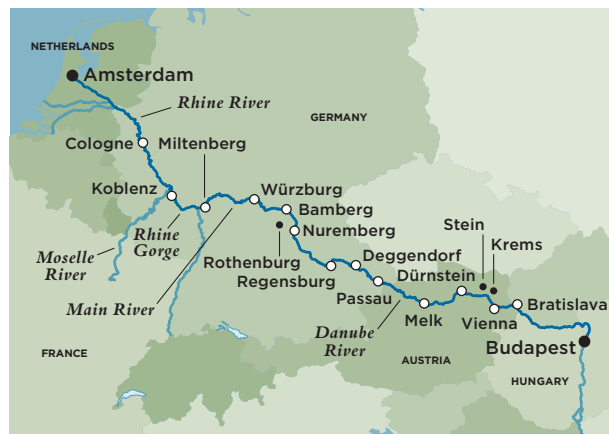 NETHERLANDS
Amsterdam
Rhine River
GERMANY
Cologne
Miltenberg
Koblenz
Würzburg
Bamberg
Nuremberg
Stein
Krems
Rhine
Gorge
Moselle
River
Rothenburg
Deggendorf
Regensburg
Dürnstein
Main River
Passau
Bratislava
Melk
Vienna
Danube
River
Budapest
FRANCE
AUSTRIA
HUNGARY